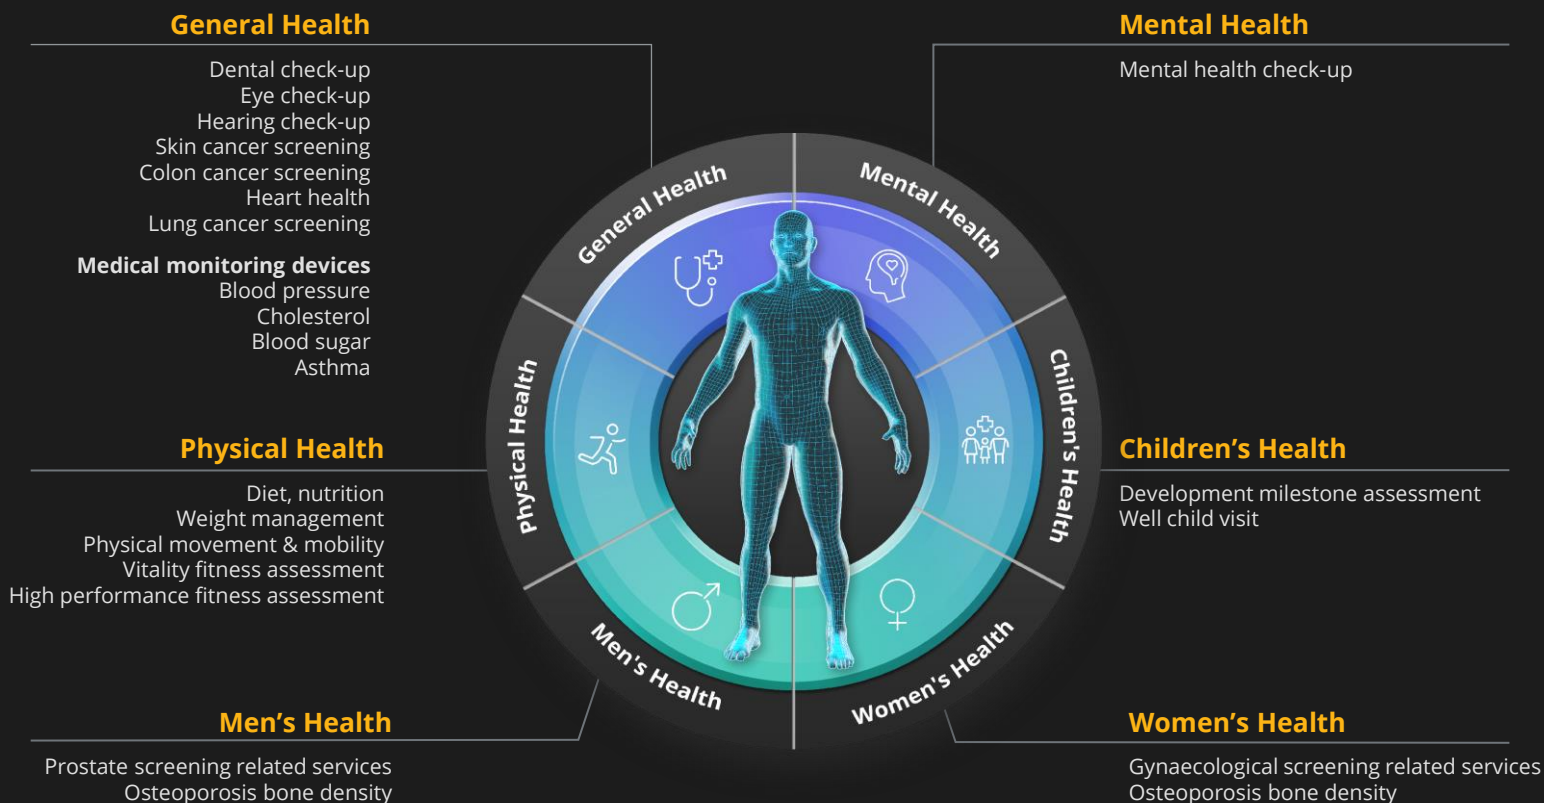 General Health
Dental check-up
Eye check-up
Hearing check-up
Skin cancer screening
Colon cancer screening
Heart health
Lung cancer screening
Medical monitoring devices
Blood pressure
Cholesterol
Blood sugar
Asthma
Physical Health
Diet, nutrition
Weight management
Physical movement & mobility
Vitality fitness assessment
High performance fitness assessment
Men’s Health
Prostate screening related services
Osteoporosis bone density
General Health
Mental Health
Physical Health
Children's Health
Men's Health
Women's Health
Mental Health
Mental health check-up
Children’s Health
Development milestone assessment
Well child visit
Women’s Health
Gynaecological screening related services
Osteoporosis bone density